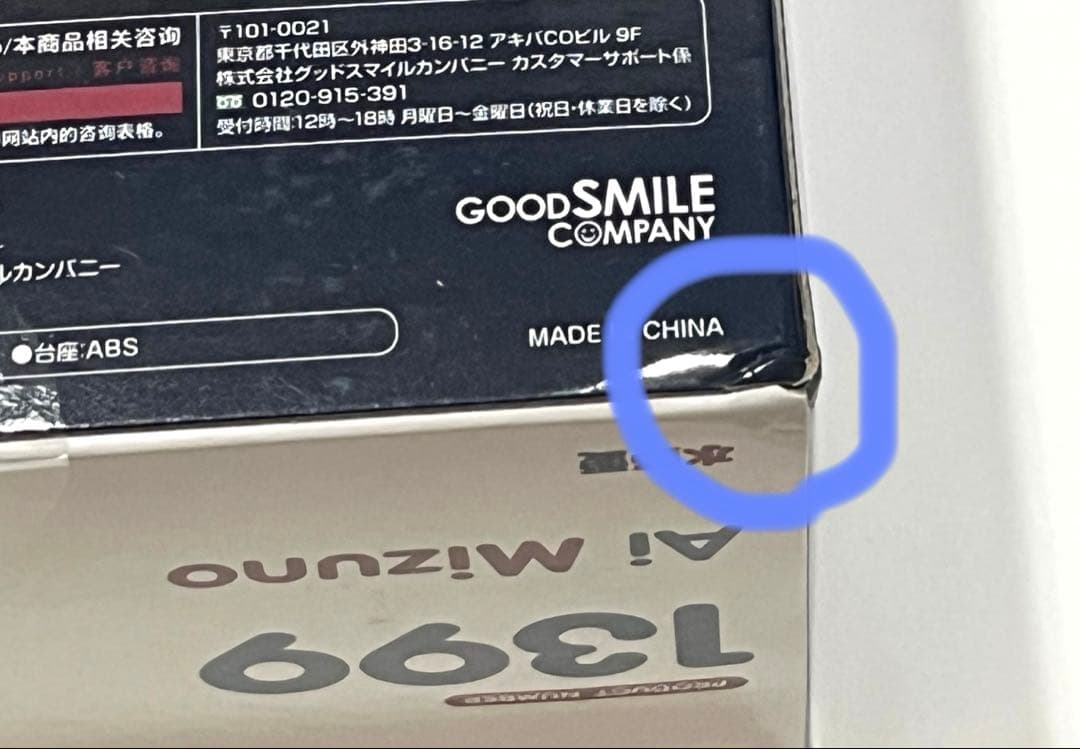 /本商品相关咨询
upport 客户咨询
网站内的咨询表格。
〒101-0021
東京都千代田区外神田3-16-12 アキバCOビル 9F
株式会社グッドスマイルカンパニー カスタマーサポート係
0120-915-391
受付時間:12時〜18時 月曜日〜金曜日(祝日・休業日を除く)
GOODSMILE
COMPANY
ルカンパニー
MADE CHINA
●台座:ABS
水 愛
Ai Mizuno
1399
PRODUCT NUMBER